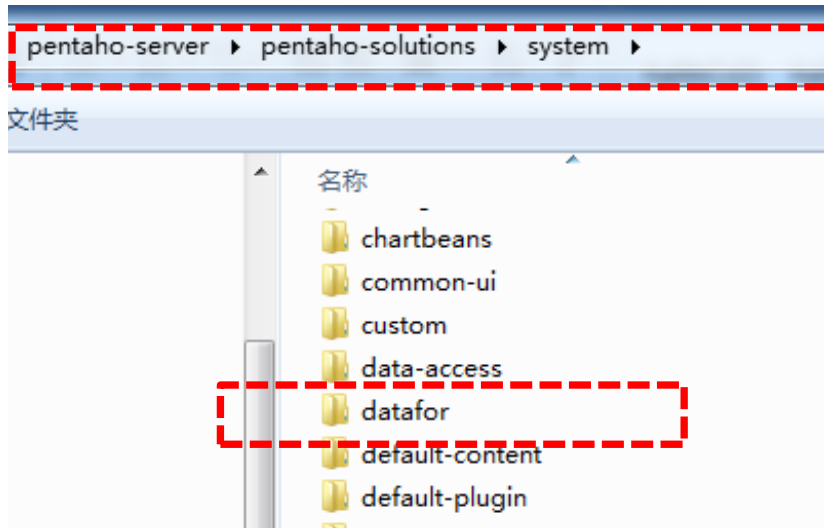 pentaho-server ▸ pentaho-solutions ▸ system ▸
文件夹
名称
chartbeans
common-ui
custom
data-access
datafor
default-content
default-plugin